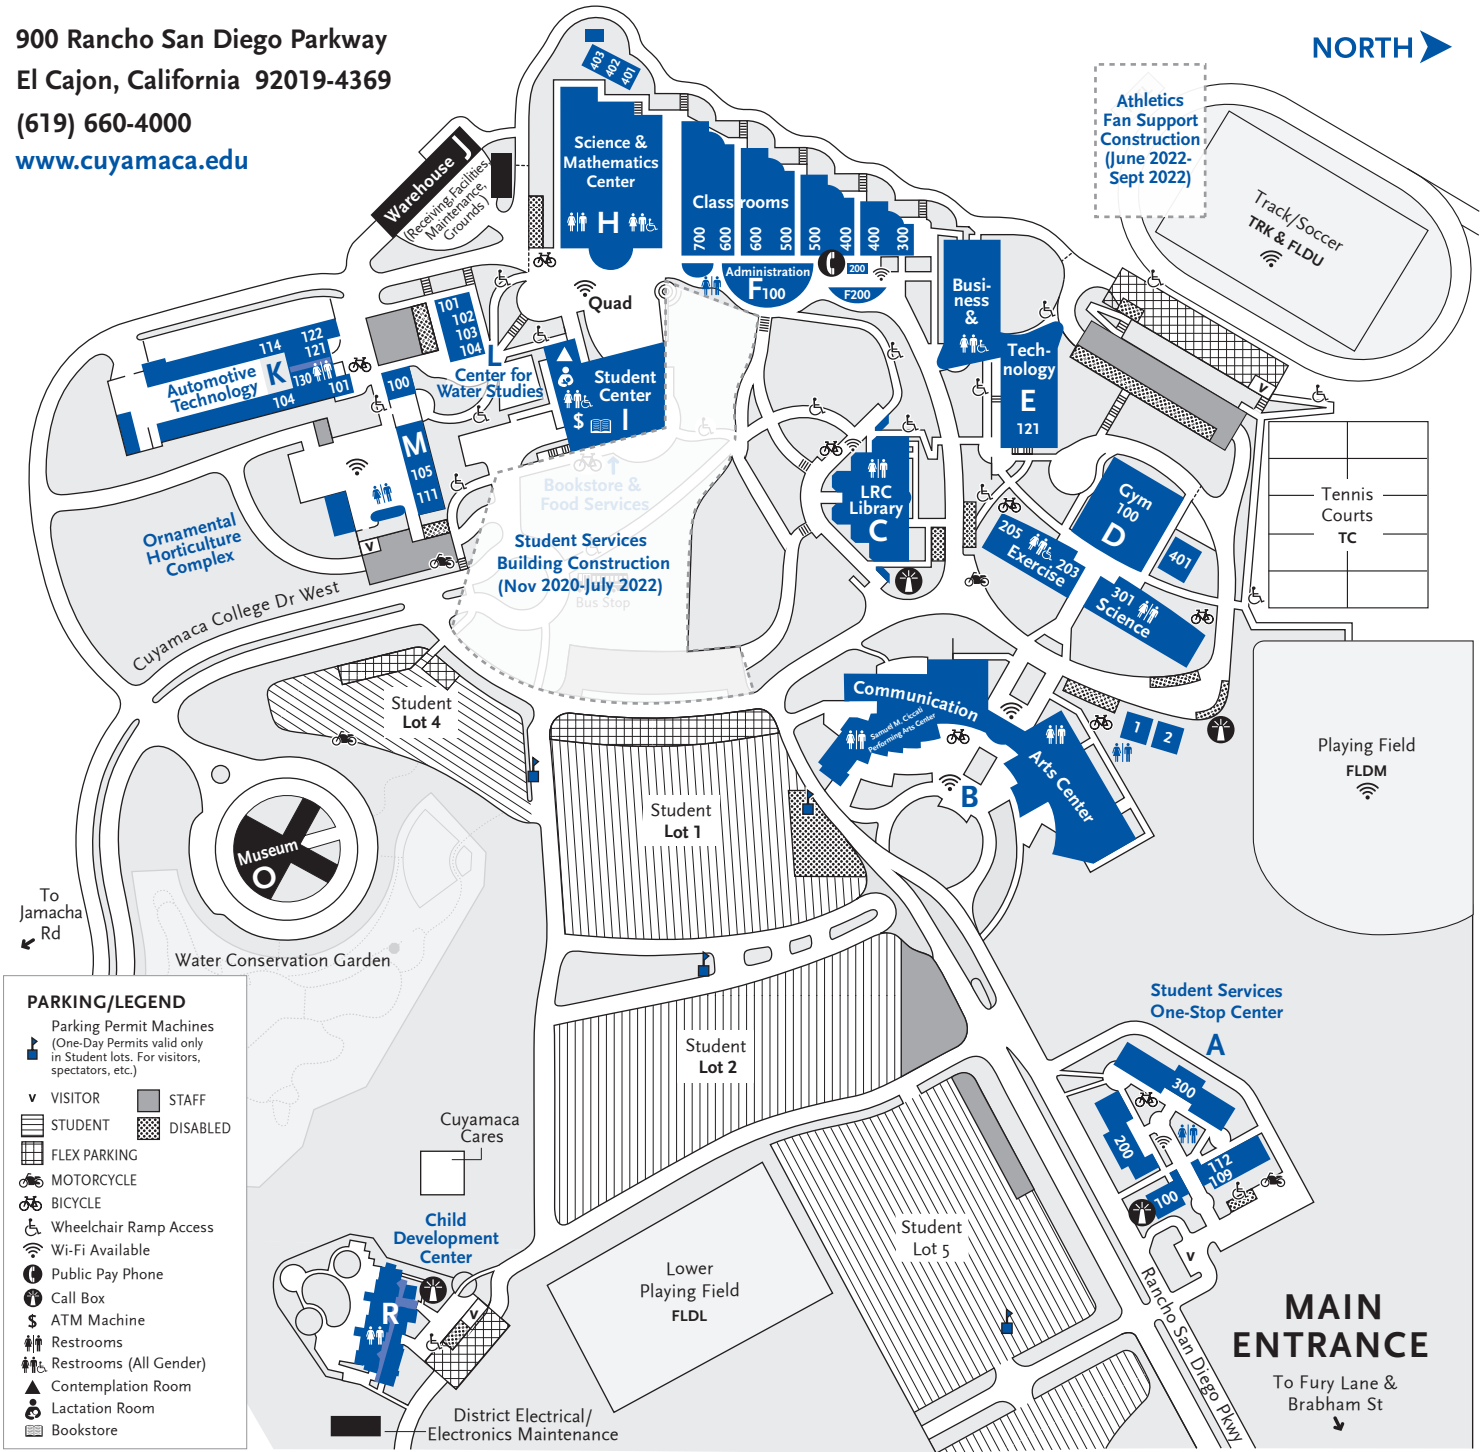 900 Rancho San Diego Parkway
El Cajon, California 92019-4369
(619) 660-4000
www.cuyamaca.edu
NORTH
403
402
401
Athletics
Fan Support
Construction
(June 2022-
Sept 2022)
Science &
Mathematics
Center
H
Warehouse J
(Receiving Facilities,
Maintenance,
Grounds)
Classrooms
700
600
600
500
500
400
400
300
Administration
F100
200
F200
Track/Soccer
TRK & FLDU
Quad
Busi-
ness
&
Tech-
nology
E
121
101
102
103
104
L
Center for
Water Studies
114
122
121
Automotive
Technology
K
130
101
104
100
M
105
111
Student
Center
$
I
Bookstore &
Food Services
Student Services
Building Construction
(Nov 2020-July 2022)
Bus Stop
LRC
Library
C
Gym
100
D
401
205
203
Exercise
301
Science
V
Tennis
Courts
TC
Ornamental
Horticulture
Complex
V
Cuyamaca College Dr West
Student
Lot 4
Communication
Samuel M. Ciccati
Performing Arts Center
Arts Center
B
1
2
Playing Field
FLDM
Student
Lot 1
Museum
O
To
Jamacha
Rd
Water Conservation Garden
Student
Lot 2
Student Services
One-Stop Center
A
300
200
112
109
100
V
PARKING/LEGEND
Parking Permit Machines
(One-Day Permits valid only
in Student lots. For visitors,
spectators, etc.)
V VISITOR
STAFF
STUDENT
DISABLED
FLEX PARKING
MOTORCYCLE
BICYCLE
Wheelchair Ramp Access
Wi-Fi Available
Public Pay Phone
Call Box
$ ATM Machine
Restrooms
Restrooms (All Gender)
Contemplation Room
Lactation Room
Bookstore
Cuyamaca
Cares
Child
Development
Center
R
V
Lower
Playing Field
FLDL
Student
Lot 5
Rancho San Diego Pkwy
MAIN
ENTRANCE
To Fury Lane &
Brabham St
District Electrical/
Electronics Maintenance